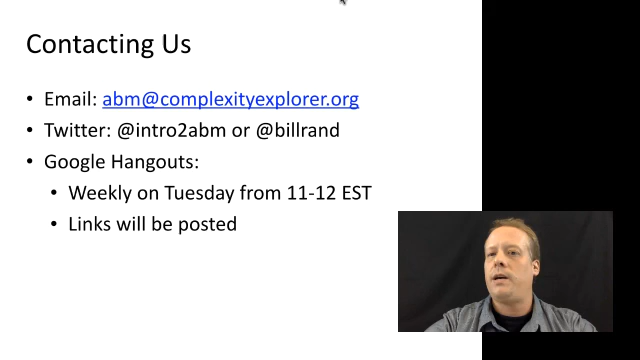 Contacting Us
• Email: abm@complexityexplorer.org
• Twitter: @intro2abm or @billrand
• Google Hangouts:
• Weekly on Tuesday from 11-12 EST
• Links will be posted